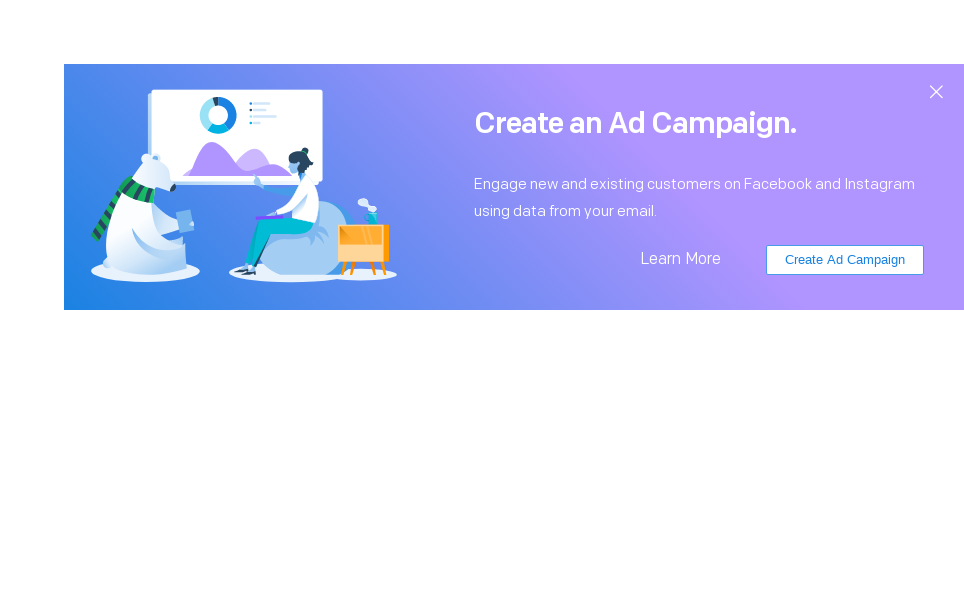 Create an Ad Campaign.
Engage new and existing customers on Facebook and Instagram
using data from your email.
Learn More
Create Ad Campaign